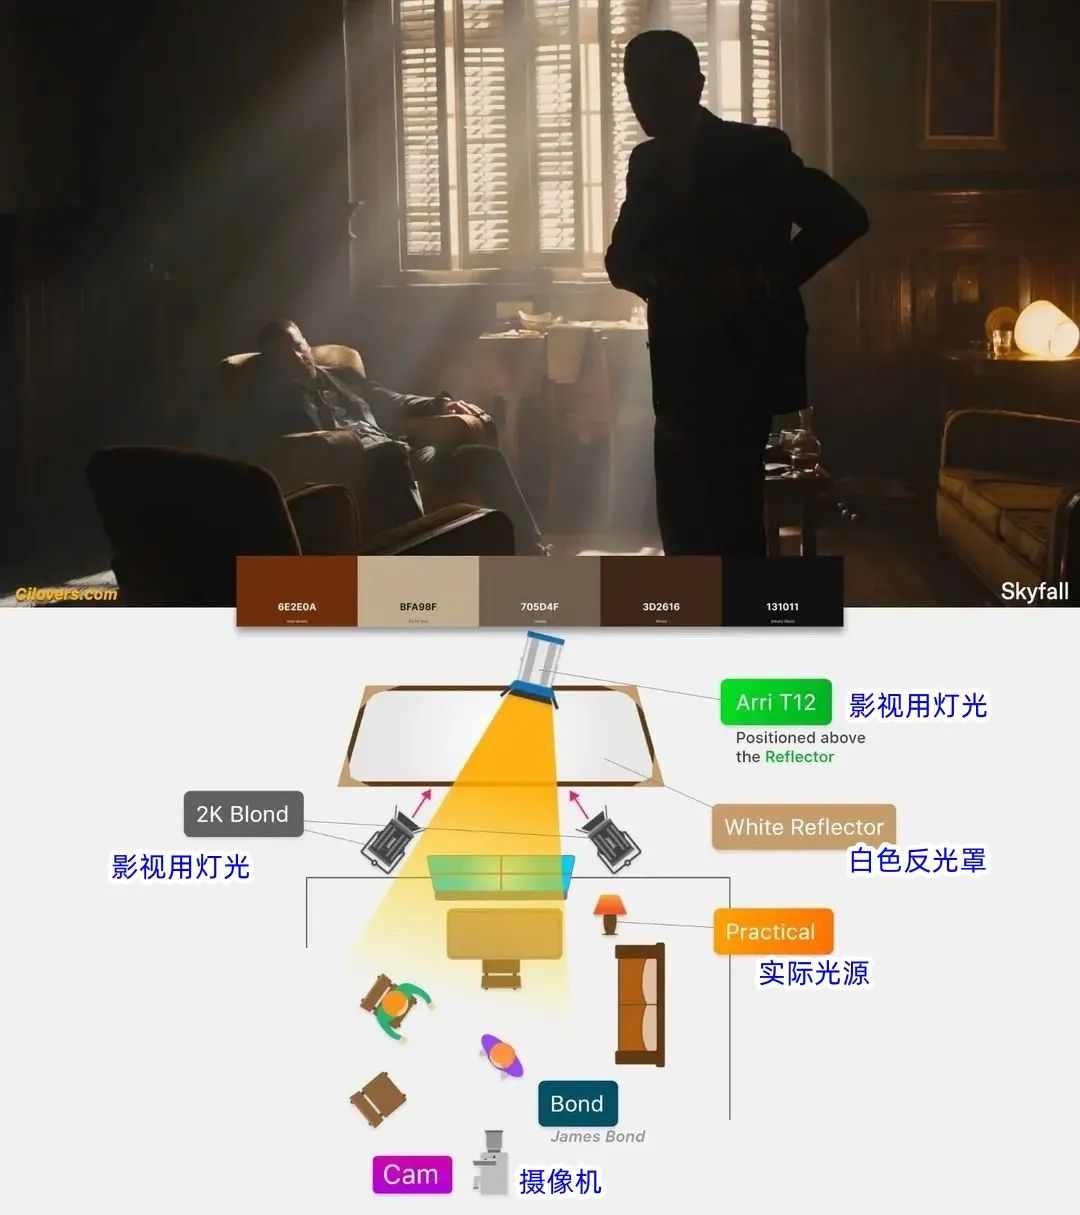 Cilovers.com
Skyfall
6E2E0A
BFA98F
705D4F
3D2616
131011
Arri T12
影视用灯光
Positioned above
the Reflector
2K Blond
影视用灯光
White Reflector
白色反光罩
Practical
实际光源
Bond
James Bond
Cam
摄像机